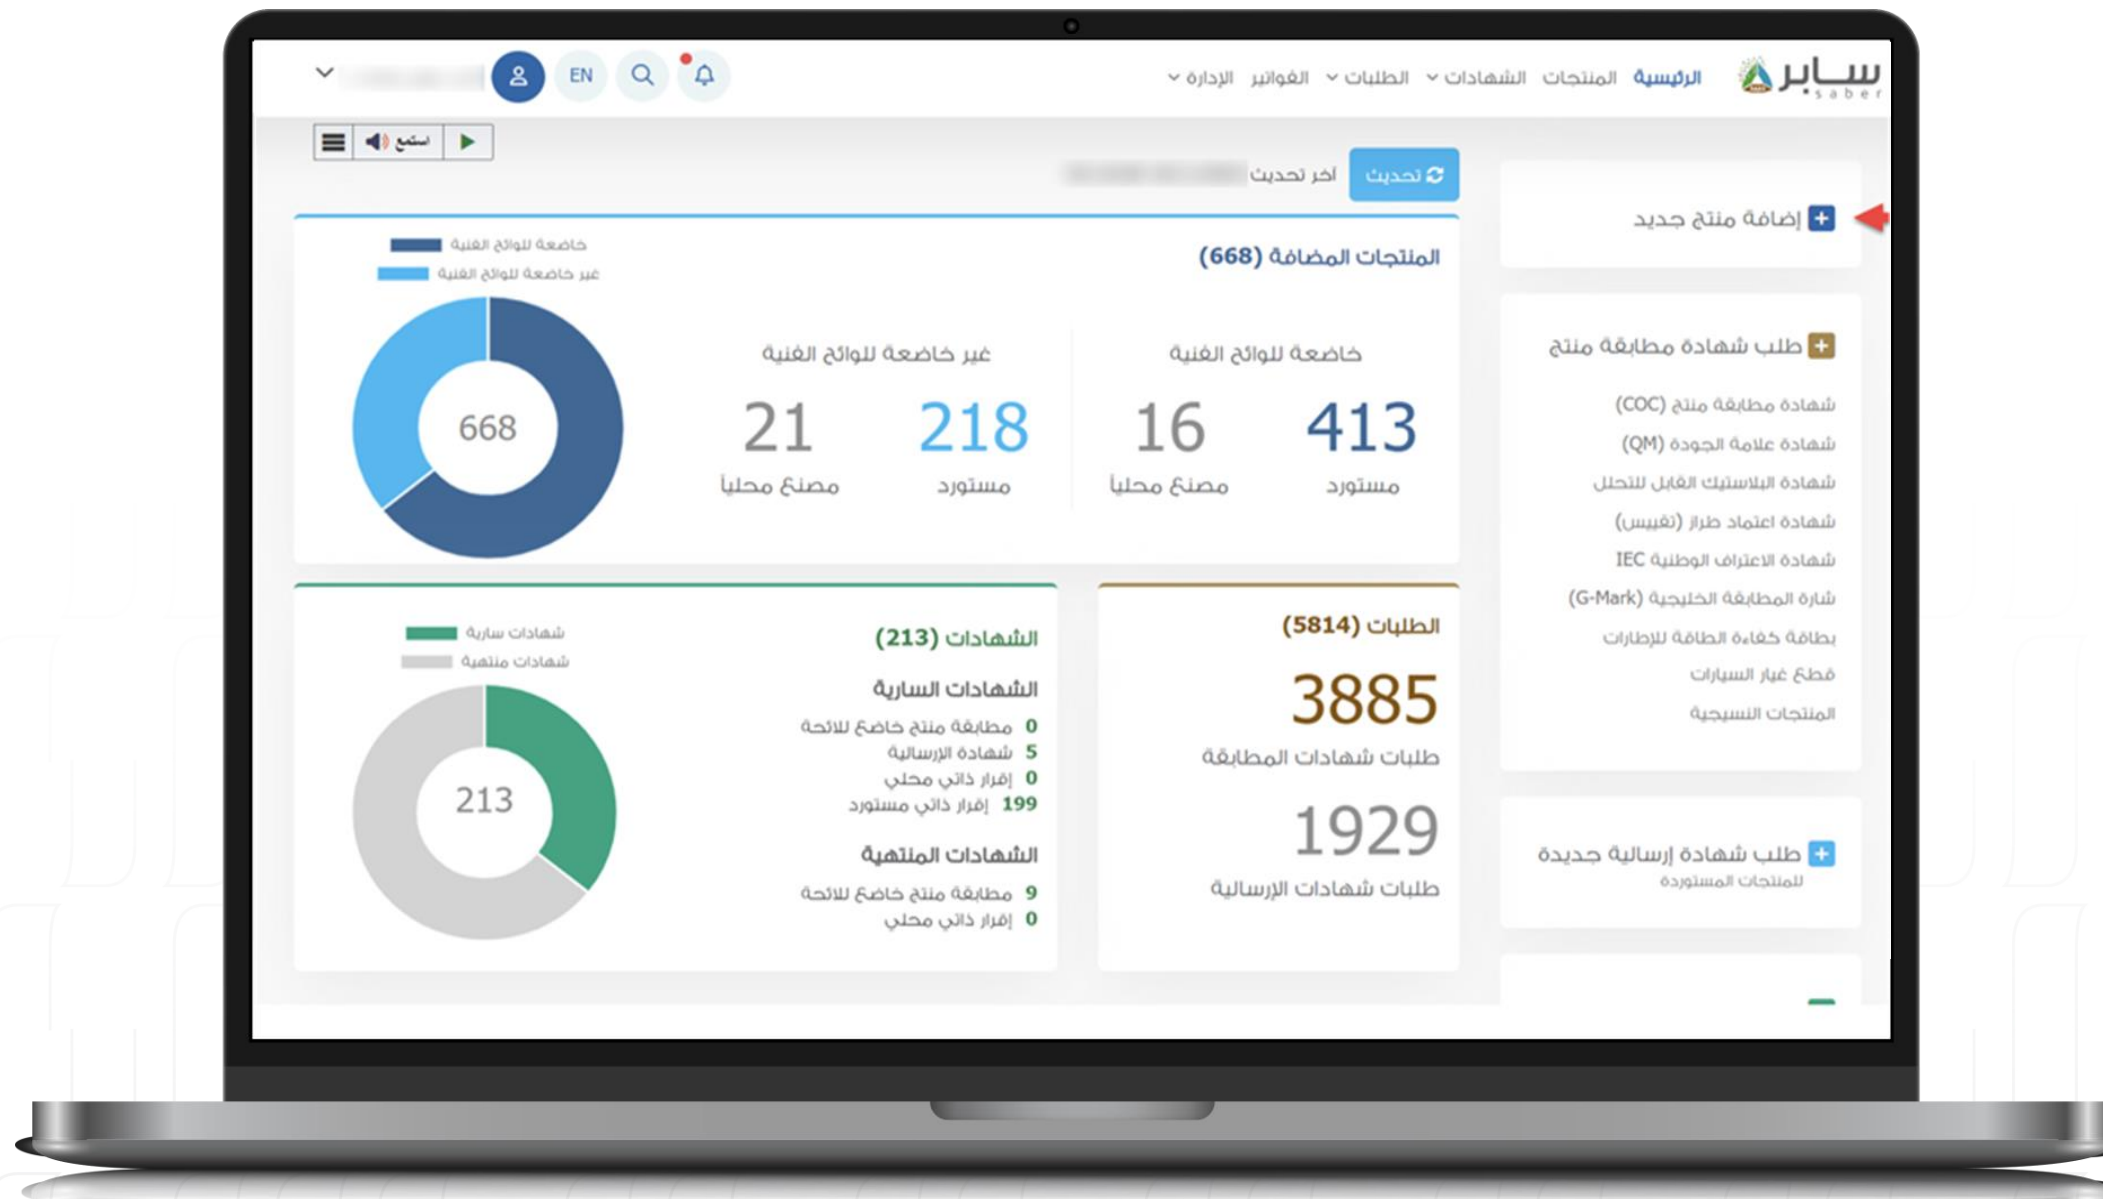 سابر
saber
الرئيسية المنتجات الشهادات الطلبات الفواتير الإدارة
EN
استمع
تحديث
آخر تحديث
إضافة منتج جديد
طلب شهادة مطابقة منتج
شهادة مطابقة منتج (COC)
شهادة علامة الجودة (QM)
شهادة البلاستيك القابل للتحلل
شهادة اعتماد طراز (تقييس)
شهادة الاعتراف الوطنية IEC
شارة المطابقة الخليجية (G-Mark)
بطاقة كفاءة الطاقة للإطارات
قطع غيار السيارات
المنتجات النسيجية
طلب شهادة إرسالية جديدة
للمنتجات المستوردة
المنتجات المضافة (668)
خاضعة للوائح الفنية
413
مستورد
16
مصنع محلياً
غير خاضعة للوائح الفنية
218
مستورد
21
مصنع محلياً
خاضعة للوائح الفنية
غير خاضعة للوائح الفنية
668
الطلبات (5814)
3885
طلبات شهادات المطابقة
1929
طلبات شهادات الإرسالية
الشهادات (213)
الشهادات السارية
0 مطابقة منتج خاضع للائحة
5 شهادة الإرسالية
0 إقرار ذاتي محلي
199 إقرار ذاتي مستورد
الشهادات المنتهية
9 مطابقة منتج خاضع للائحة
0 إقرار ذاتي محلي
شهادات سارية
شهادات منتهية
213